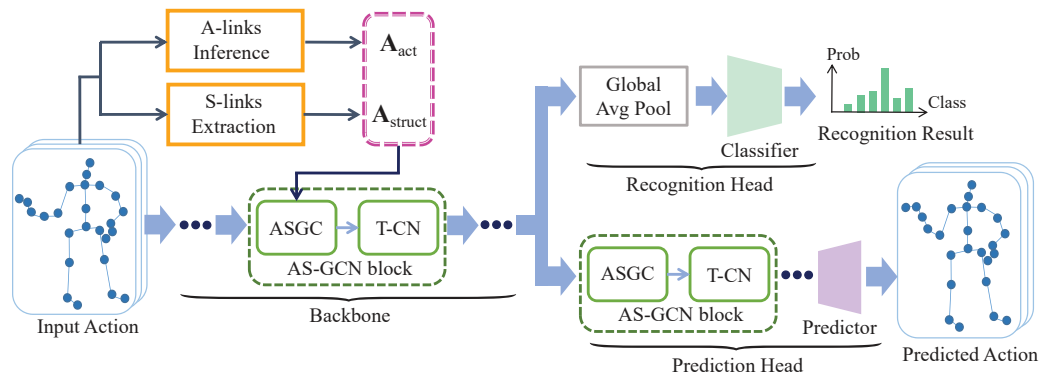 A-links
Inference
S-links
Extraction
A_act
A_struct
Input Action
ASGC
T-CN
AS-GCN block
Backbone
Global
Avg Pool
Classifier
Recognition Head
Prob
Class
Recognition Result
ASGC
T-CN
AS-GCN block
Predictor
Prediction Head
Predicted Action